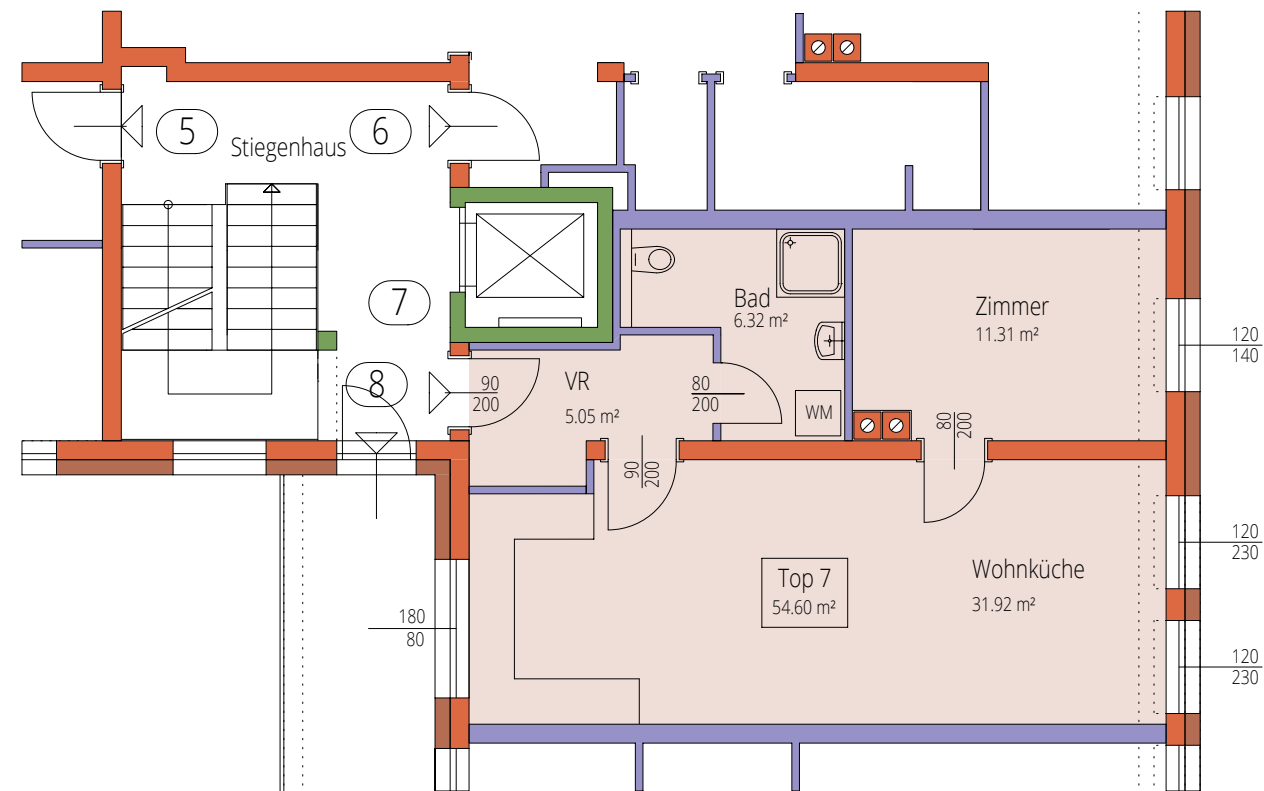 5
Stiegenhaus
6
7
8
90
200
VR
5.05 m²
80
200
Bad
6.32 m²
WM
Zimmer
11.31 m²
80
200
90
200
120
140
Top 7
54.60 m²
Wohnküche
31.92 m²
120
230
180
80
120
230